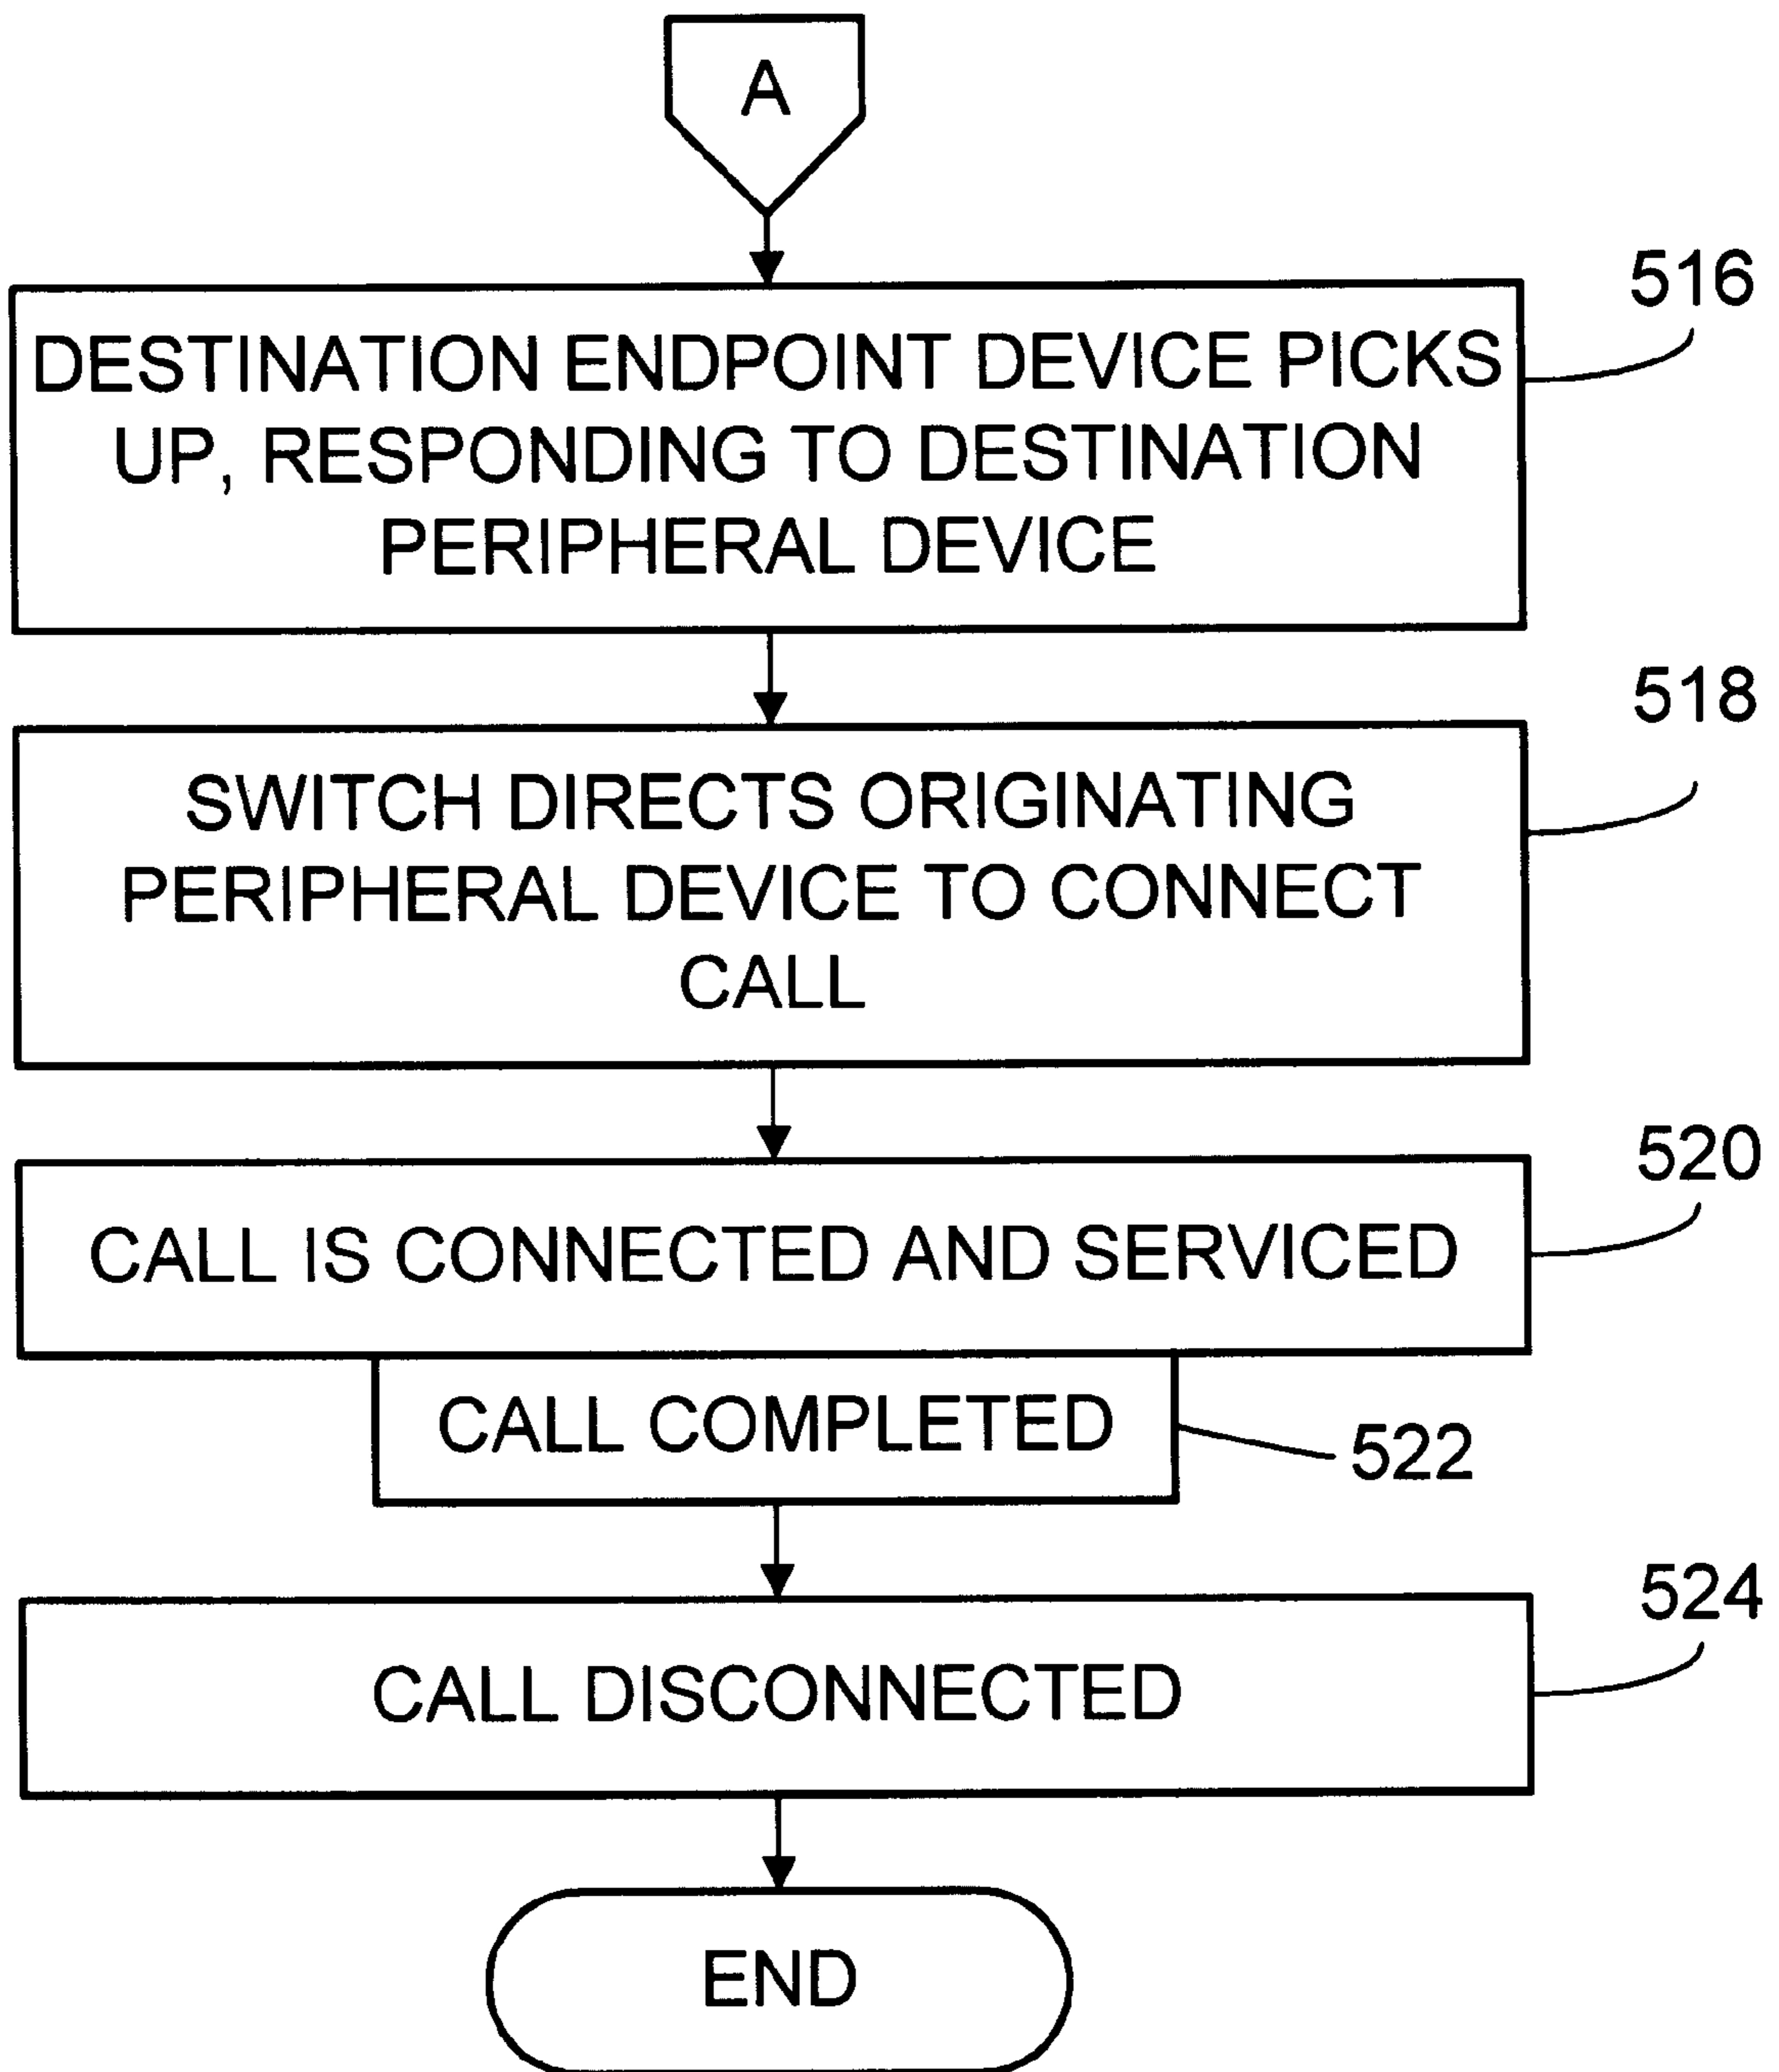 A
516
DESTINATION ENDPOINT DEVICE PICKS
UP, RESPONDING TO DESTINATION
PERIPHERAL DEVICE
518
SWITCH DIRECTS ORIGINATING
PERIPHERAL DEVICE TO CONNECT
CALL
520
CALL IS CONNECTED AND SERVICED
CALL COMPLETED
522
524
CALL DISCONNECTED
END